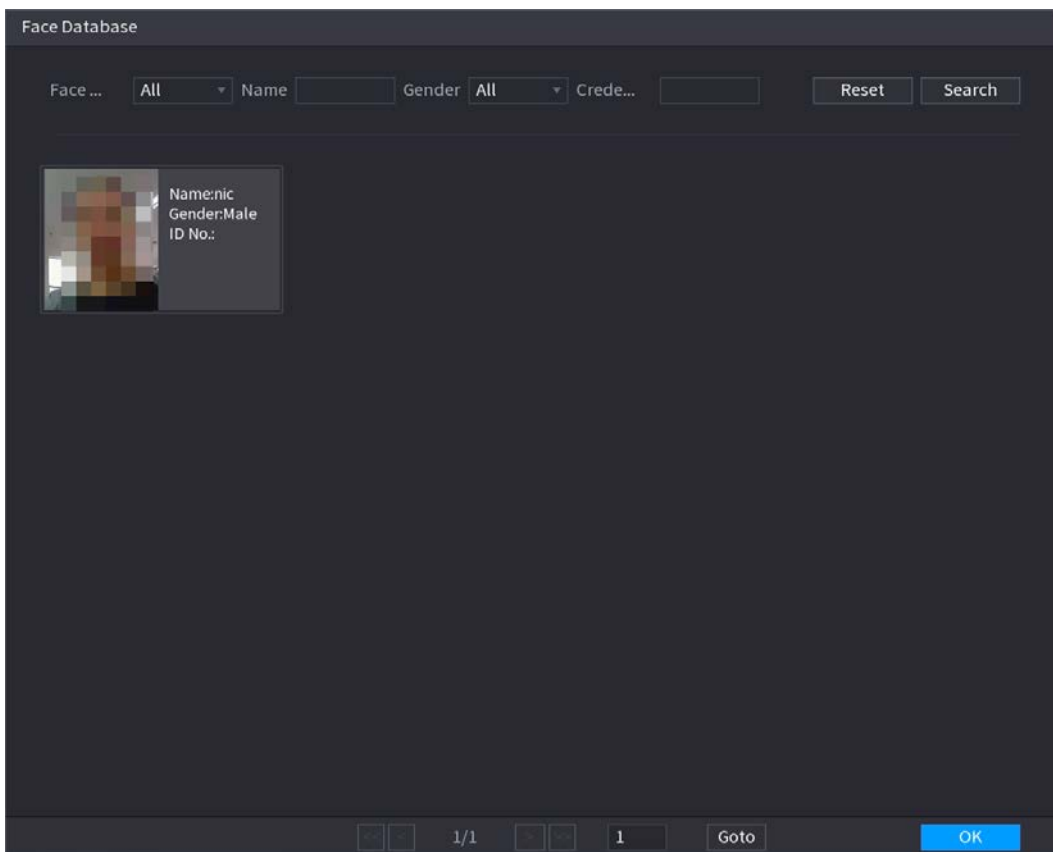 Face Database
Face ... All Name Gender All Crede... Reset Search
Name:nic
Gender:Male
ID No.:
1/1 1 Goto OK